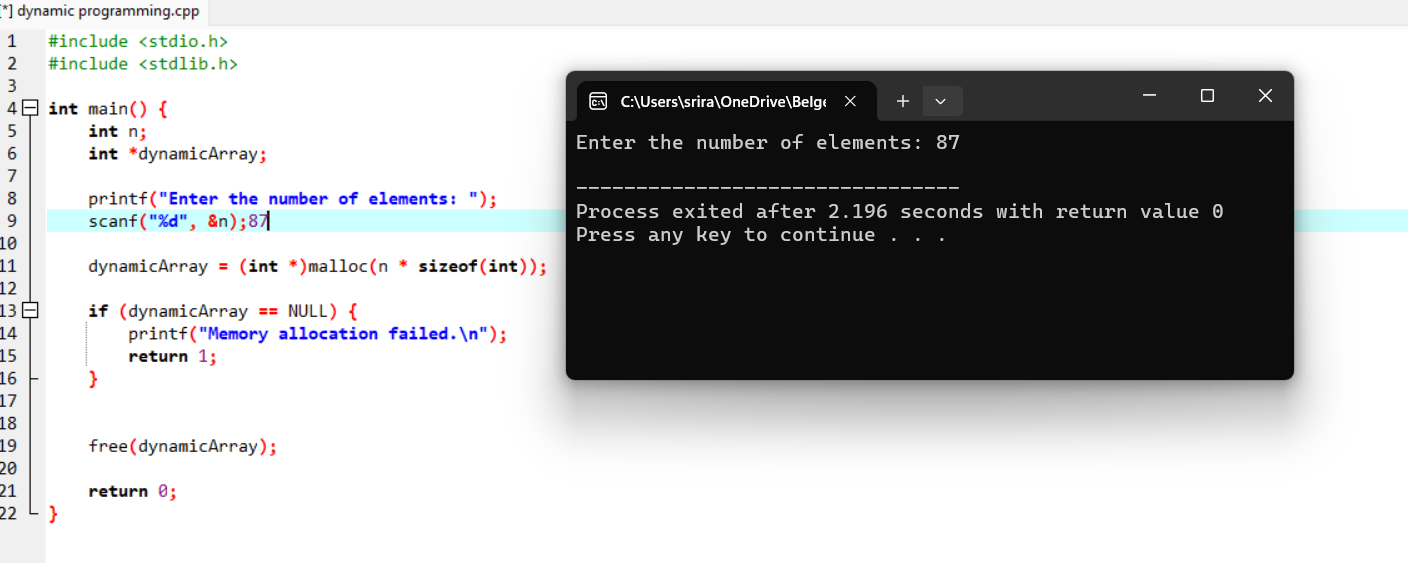 [*] dynamic programming.cpp
1 #include <stdio.h>
2 #include <stdlib.h>
3
4 int main() {
5 int n;
6 int *dynamicArray;
7
8 printf("Enter the number of elements: ");
9 scanf("%d", &n);87
10
11 dynamicArray = (int *)malloc(n * sizeof(int));
12
13 if (dynamicArray == NULL) {
14 printf("Memory allocation failed.\n");
15 return 1;
16 }
17
18
19 free(dynamicArray);
20
21 return 0;
22 }
C:\Users\srira\OneDrive\Belge
Enter the number of elements: 87
--------------------------------
Process exited after 2.196 seconds with return value 0
Press any key to continue . . .